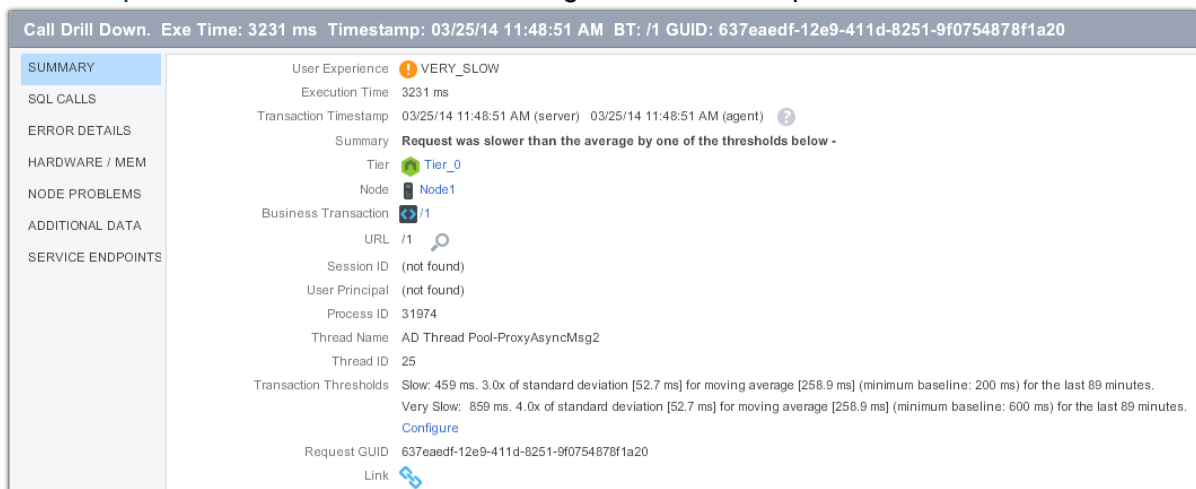 Call Drill Down. Exe Time: 3231 ms Timestamp: 03/25/14 11:48:51 AM BT: /1 GUID: 637eaedf-12e9-411d-8251-9f0754878f1a20
SUMMARY
SQL CALLS
ERROR DETAILS
HARDWARE / MEM
NODE PROBLEMS
ADDITIONAL DATA
SERVICE ENDPOINTS
User Experience VERY_SLOW
Execution Time 3231 ms
Transaction Timestamp 03/25/14 11:48:51 AM (server) 03/25/14 11:48:51 AM (agent) ?
Summary Request was slower than the average by one of the thresholds below -
Tier Tier_0
Node Node1
Business Transaction /1
URL /1
Session ID (not found)
User Principal (not found)
Process ID 31974
Thread Name AD Thread Pool-ProxyAsyncMsg2
Thread ID 25
Transaction Thresholds Slow: 459 ms. 3.0x of standard deviation [52.7 ms] for moving average [258.9 ms] (minimum baseline: 200 ms) for the last 89 minutes.
Very Slow: 859 ms. 4.0x of standard deviation [52.7 ms] for moving average [258.9 ms] (minimum baseline: 600 ms) for the last 89 minutes.
Configure
Request GUID 637eaedf-12e9-411d-8251-9f0754878f1a20
Link